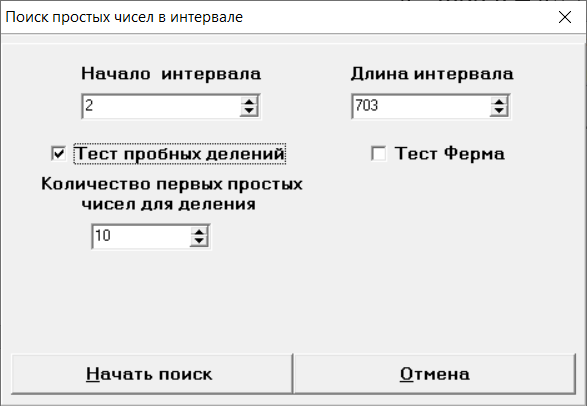 Поиск простых чисел в интервале
Начало интервала
Длина интервала
2
703
Тест пробных делений
Тест Ферма
Количество первых простых
чисел для деления
10
Начать поиск
Отмена